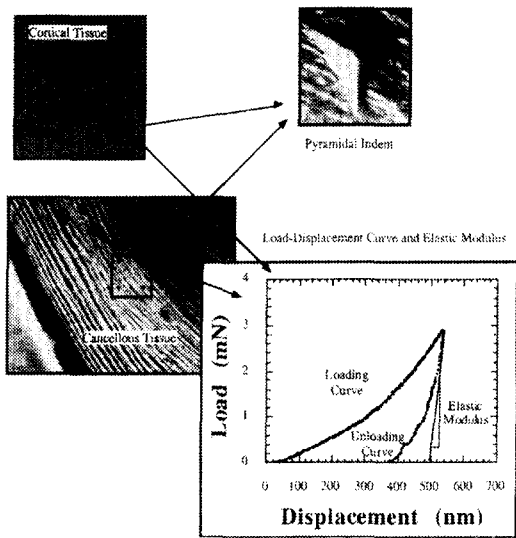 Cortical Tissue
Pyramidal Indent
Cancellous Tissue
Load-Displacement Curve and Elastic Modulus
4
3
2
1
0
Load (mN)
Loading
Curve
Unloading
Curve
Elastic
Modulus
0 100 200 300 400 500 600 700
Displacement (nm)